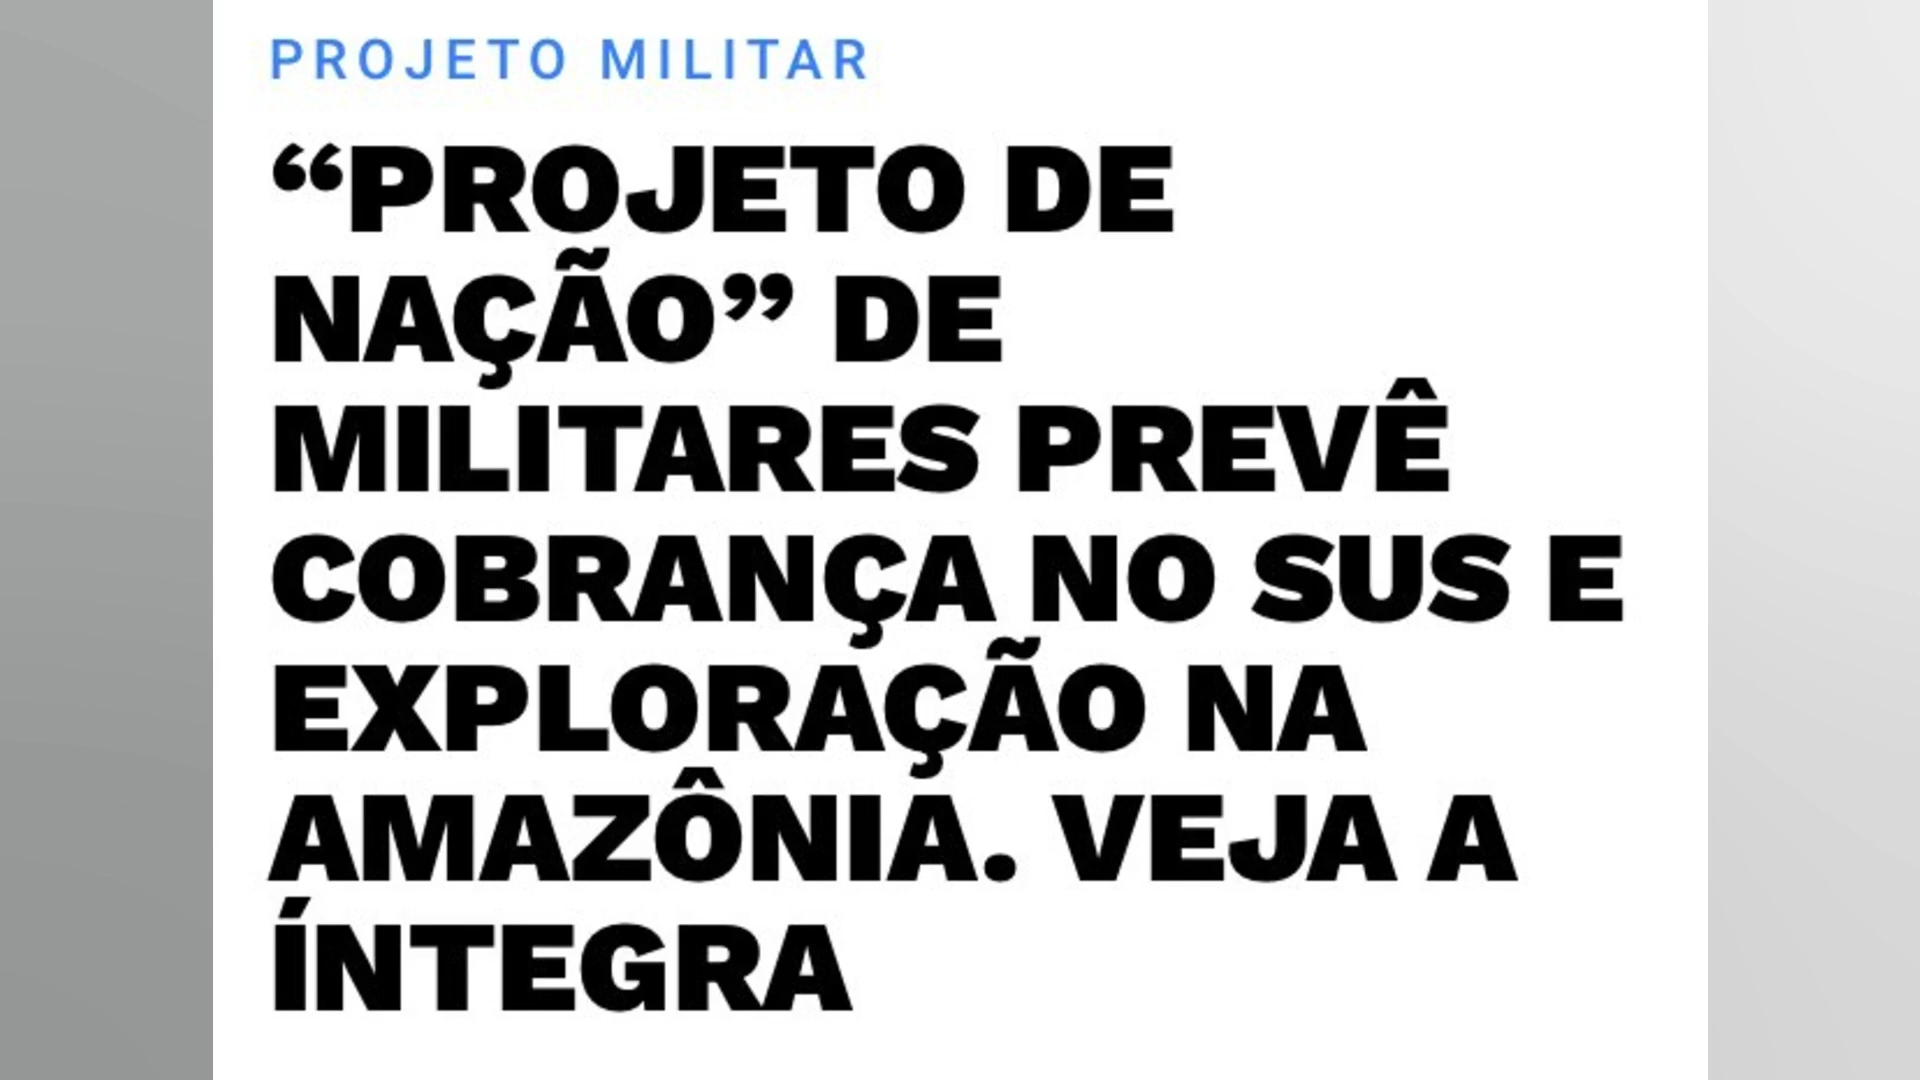 PROJETO MILITAR
“PROJETO DE
NAÇÃO” DE
MILITARES PREVÊ
COBRANÇA NO SUS E
EXPLORAÇÃO NA
AMAZÔNIA. VEJA A
ÍNTEGRA